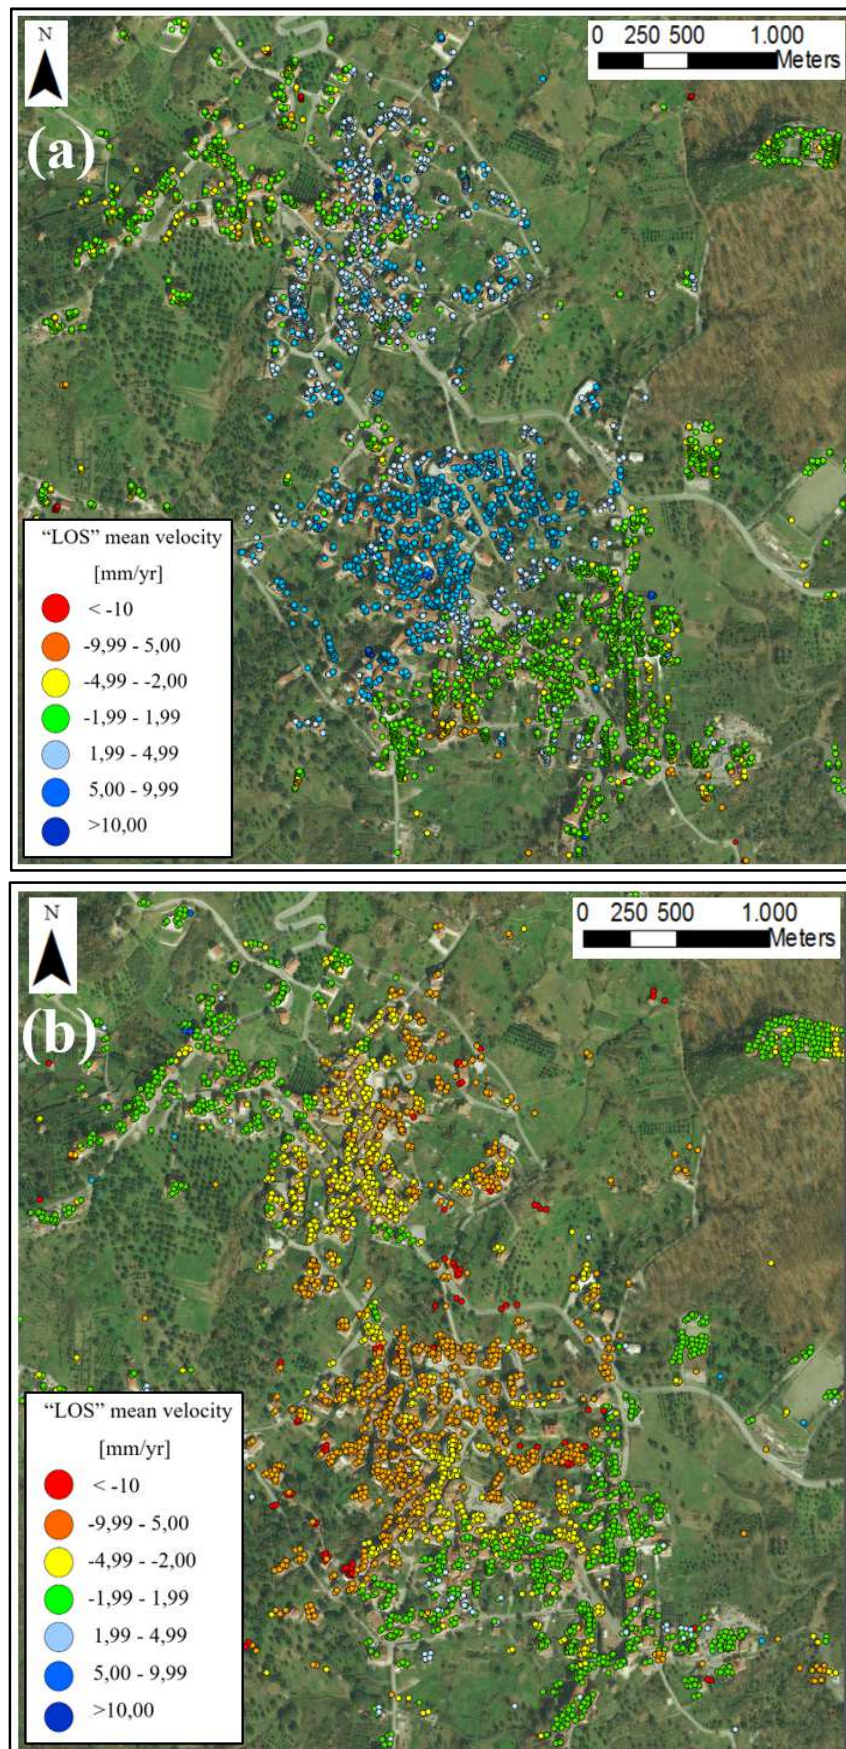 N
0 250 500 1.000
Meters
(a)
“LOS” mean velocity
[mm/yr]
< -10
-9,99 - 5,00
-4,99 - -2,00
-1,99 - 1,99
1,99 - 4,99
5,00 - 9,99
>10,00
N
0 250 500 1.000
Meters
(b)
“LOS” mean velocity
[mm/yr]
< -10
-9,99 - 5,00
-4,99 - -2,00
-1,99 - 1,99
1,99 - 4,99
5,00 - 9,99
>10,00